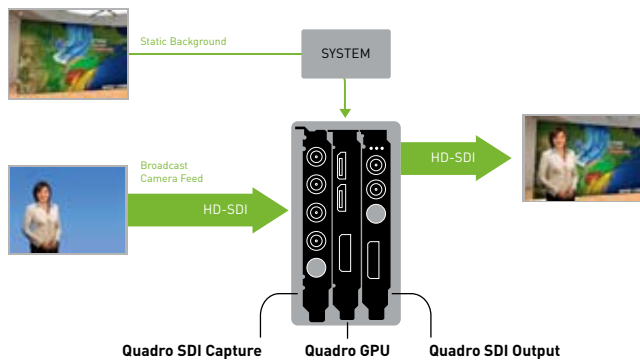 Static Background
SYSTEM
Broadcast
Camera Feed
HD-SDI
HD-SDI
Quadro SDI Capture
Quadro GPU
Quadro SDI Output